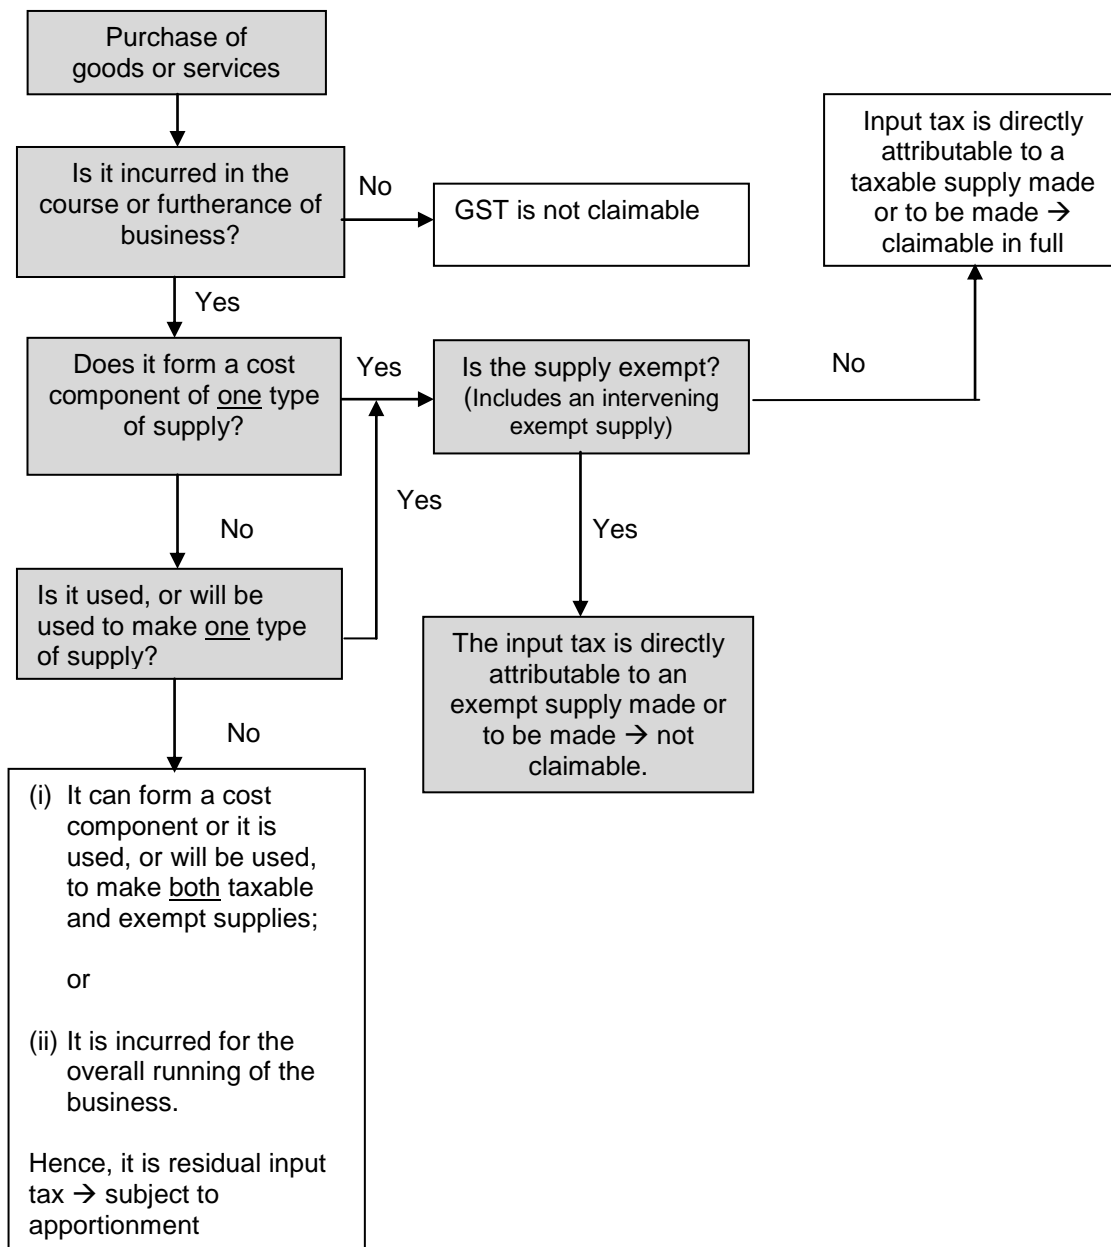 Purchase of
goods or services
Is it incurred in the
course or furtherance of
business?
No
GST is not claimable
Input tax is directly
attributable to a
taxable supply made
or to be made →
claimable in full
Yes
Does it form a cost
component of one type
of supply?
Yes
Is the supply exempt?
(Includes an intervening
exempt supply)
No
No
Yes
Yes
Is it used, or will be
used to make one type
of supply?
The input tax is directly
attributable to an
exempt supply made or
to be made → not
claimable.
No
(i) It can form a cost
component or it is
used, or will be used,
to make both taxable
and exempt supplies;
or
(ii) It is incurred for the
overall running of the
business.
Hence, it is residual input
tax → subject to
apportionment